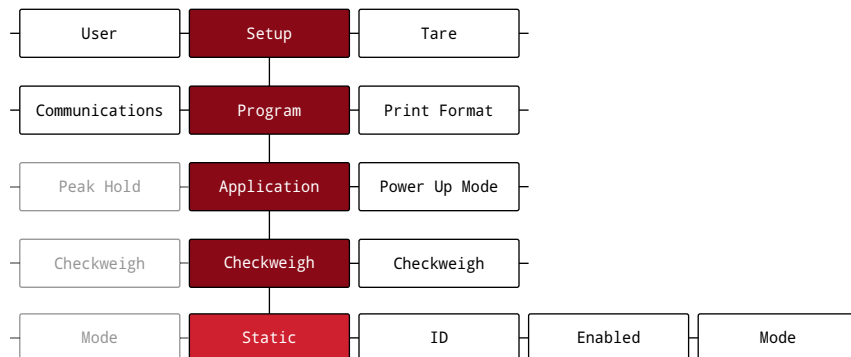 User Setup Tare
Communications Program Print Format
Peak Hold Application Power Up Mode
Checkweigh Checkweigh Checkweigh
Mode Static ID Enabled Mode